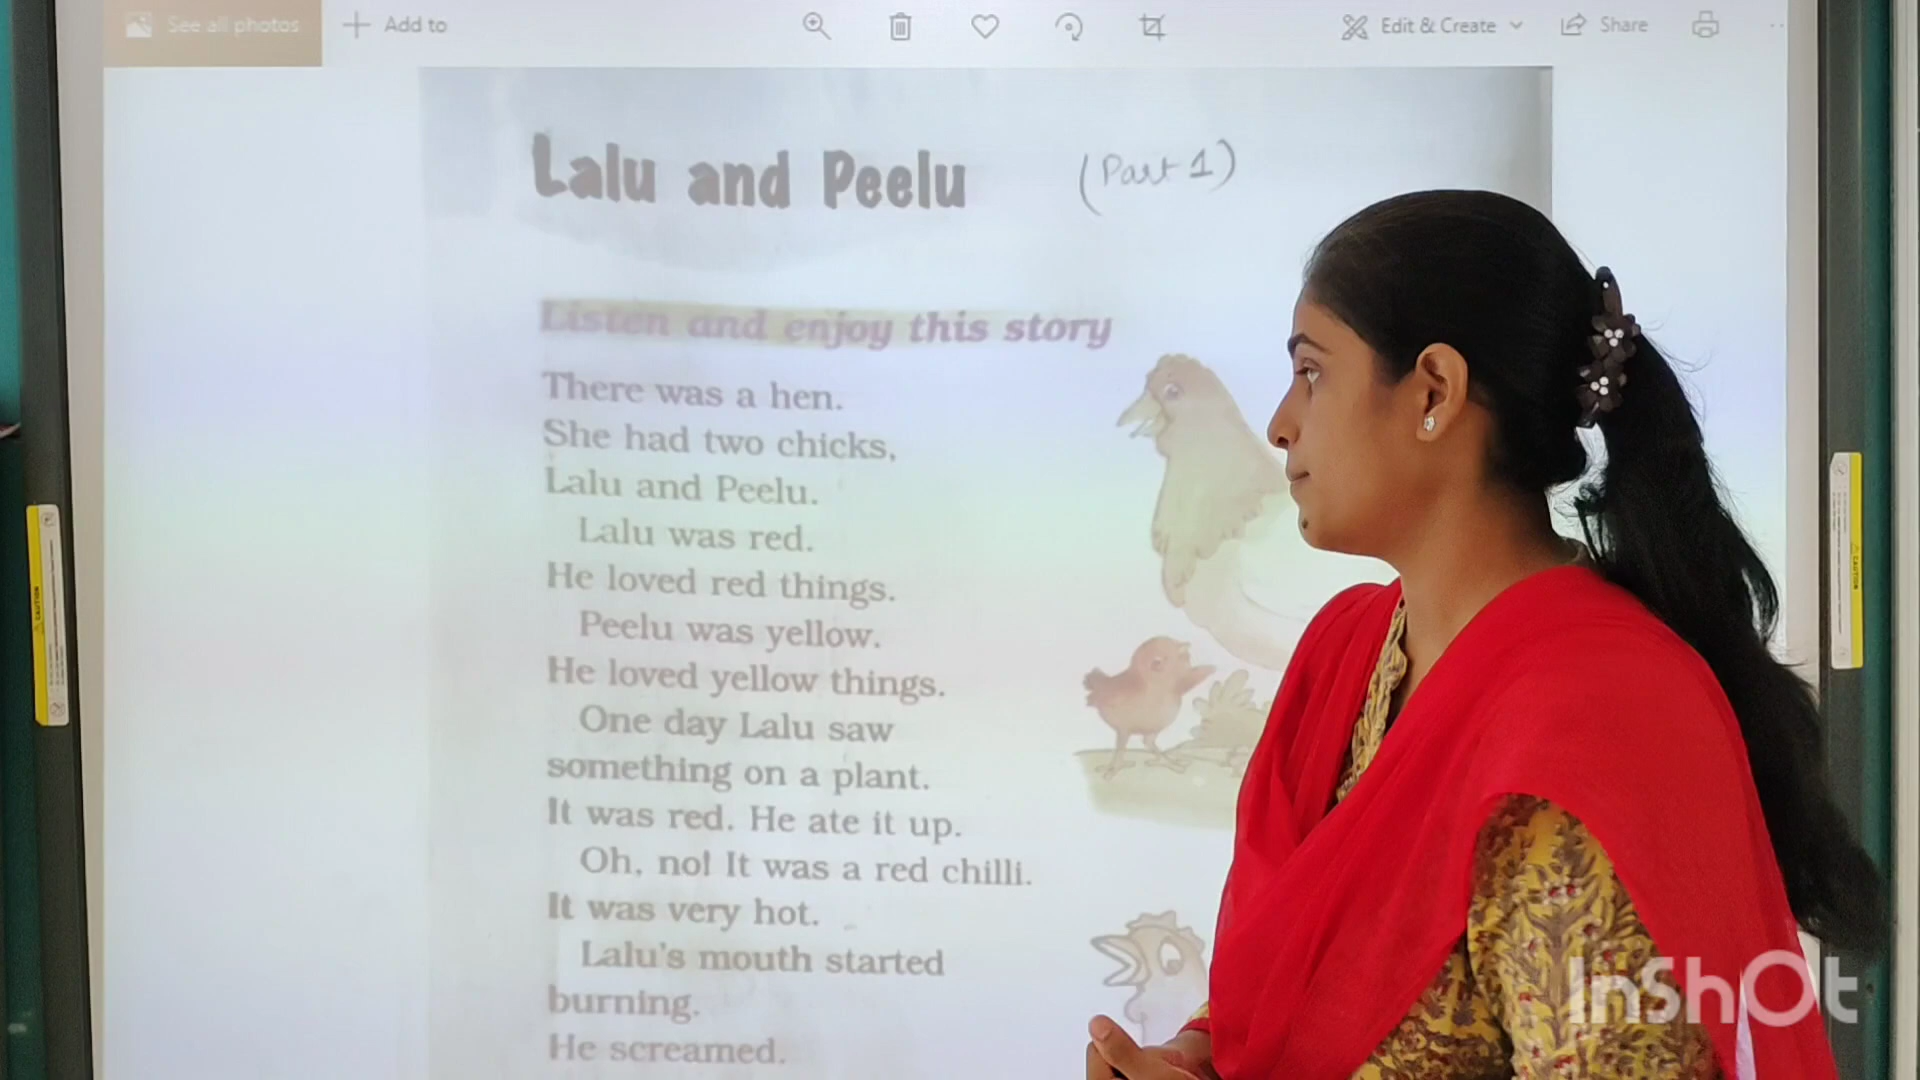 See all photos
Add to
Edit & Create
Share
Lalu and Peelu
(Part 1)
Listen and enjoy this story
There was a hen.
She had two chicks,
Lalu and Peelu.
Lalu was red.
He loved red things.
Peelu was yellow.
He loved yellow things.
One day Lalu saw
something on a plant.
It was red. He ate it up.
Oh, no! It was a red chilli.
It was very hot.
Lalu's mouth started
burning.
He screamed.
CAUTION
CAUTION
InShOt